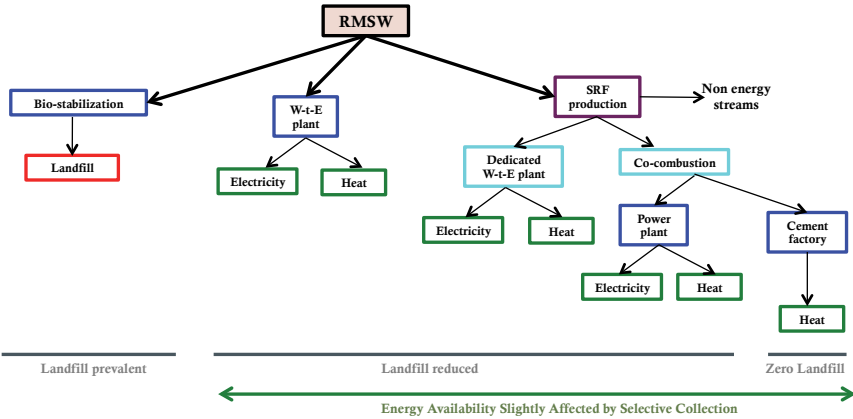 RMSW
Bio-stabilization
W-t-E
plant
SRF
production
Non energy
streams
Landfill
Electricity
Heat
Dedicated
W-t-E plant
Co-combustion
Electricity
Heat
Power
plant
Cement
factory
Electricity
Heat
Heat
Landfill prevalent
Landfill reduced
Zero Landfill
Energy Availability Slightly Affected by Selective Collection